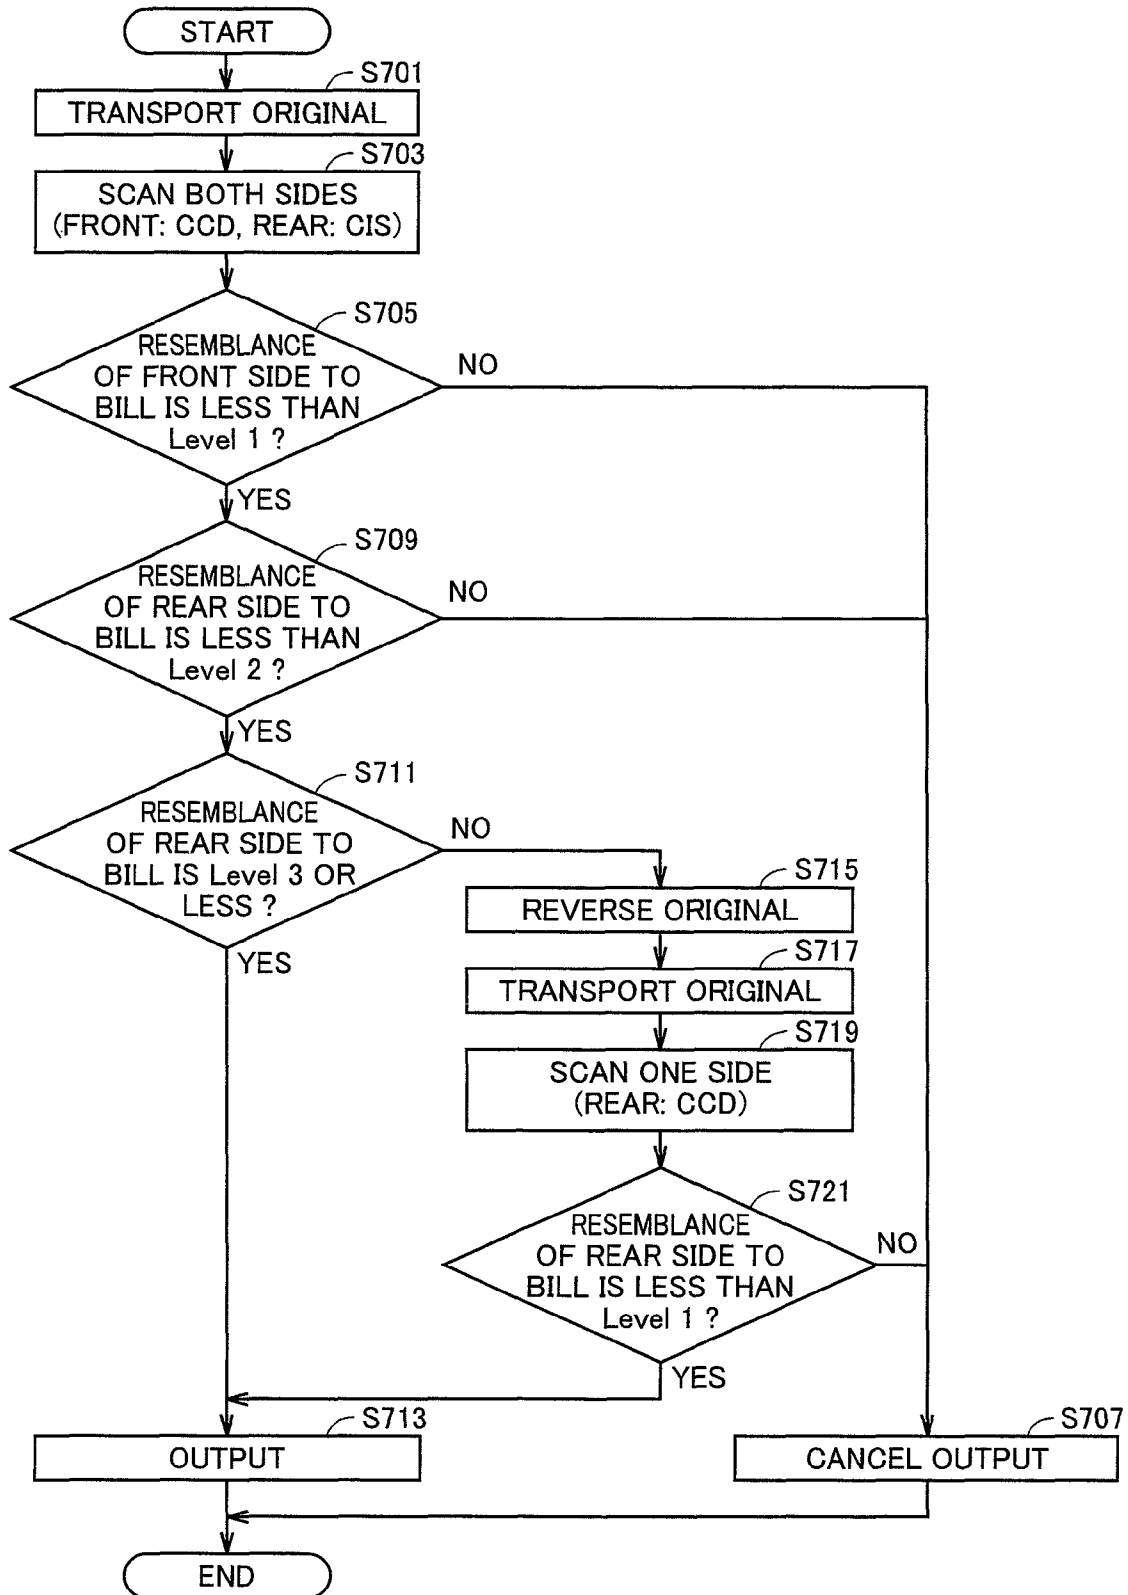 START
S701
TRANSPORT ORIGINAL
S703
SCAN BOTH SIDES
(FRONT: CCD, REAR: CIS)
S705
RESEMBLANCE
OF FRONT SIDE TO
BILL IS LESS THAN
Level 1 ?
NO
YES
S709
RESEMBLANCE
OF REAR SIDE TO
BILL IS LESS THAN
Level 2 ?
NO
YES
S711
RESEMBLANCE
OF REAR SIDE TO
BILL IS Level 3 OR
LESS ?
NO
YES
S715
REVERSE ORIGINAL
S717
TRANSPORT ORIGINAL
S719
SCAN ONE SIDE
(REAR: CCD)
S721
RESEMBLANCE
OF REAR SIDE TO
BILL IS LESS THAN
Level 1 ?
NO
YES
S713
OUTPUT
S707
CANCEL OUTPUT
END